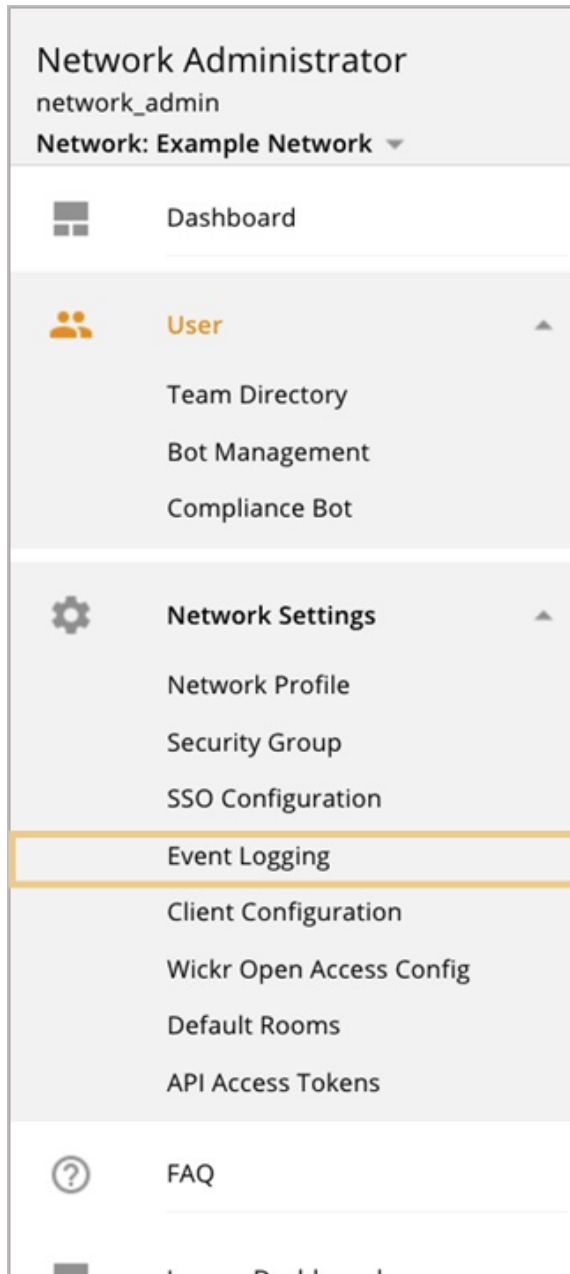 Network Administrator
network_admin
Network: Example Network
Dashboard
User
Team Directory
Bot Management
Compliance Bot
Network Settings
Network Profile
Security Group
SSO Configuration
Event Logging
Client Configuration
Wickr Open Access Config
Default Rooms
API Access Tokens
FAQ